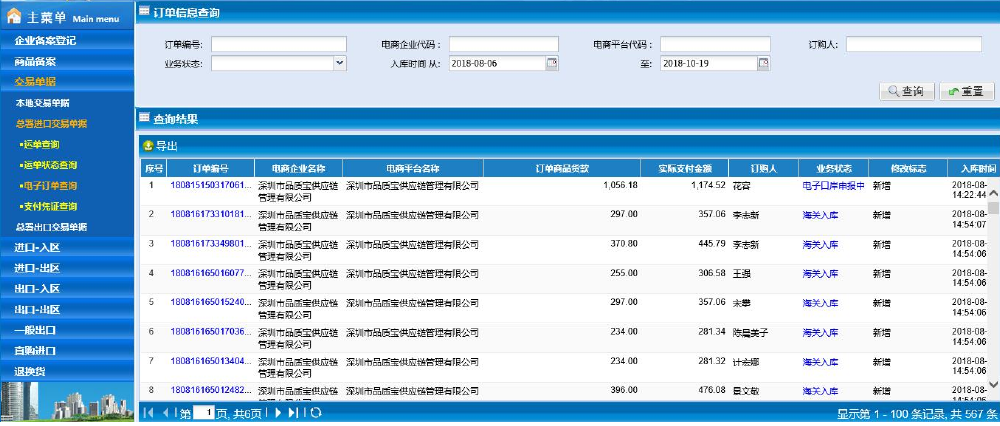 主菜单 Main menu
企业备案登记
商品备案
交易单据
本地交易单据
总署进口交易单据
运单查询
运单状态查询
电子订单查询
支付凭证查询
总署出口交易单据
进口-入区
进口-出区
出口-入区
出口-出区
一般出口
直购进口
退换货
订单信息查询
订单编号: 电商企业代码: 电商平台代码: 订购人:
业务状态: 入库时间 从: 2018-08-06 至: 2018-10-19
查询 重置
查询结果
导出
序号 订单编号 电商企业名称 电商平台名称 订单商品货款 实际支付金额 订购人 业务状态 修改标志 入库时间
1 180815150317061... 深圳市品质宝供应链 深圳市品质宝供应链管理有限公司 1,056.18 1,174.52 花容 电子口岸申报中 新增 2018-08-
管理有限公司 14:22:44
2 180816173310181... 深圳市品质宝供应链 深圳市品质宝供应链管理有限公司 297.00 357.06 李志新 海关入库 新增 2018-08-
管理有限公司 14:54:07
3 180816173349801... 深圳市品质宝供应链 深圳市品质宝供应链管理有限公司 370.80 445.79 李志新 海关入库 新增 2018-08-
管理有限公司 14:54:06
4 180816165016077... 深圳市品质宝供应链 深圳市品质宝供应链管理有限公司 255.00 306.58 王强 海关入库 新增 2018-08-
管理有限公司 14:54:06
5 180816165015240... 深圳市品质宝供应链 深圳市品质宝供应链管理有限公司 297.00 357.06 宋攀 海关入库 新增 2018-08-
管理有限公司 14:54:06
6 180816165017036... 深圳市品质宝供应链 深圳市品质宝供应链管理有限公司 234.00 281.34 陈晨美子 海关入库 新增 2018-08-
管理有限公司 14:54:06
7 180816165013404... 深圳市品质宝供应链 深圳市品质宝供应链管理有限公司 234.00 281.32 计宏娜 海关入库 新增 2018-08-
管理有限公司 14:54:06
8 180816165012482... 深圳市品质宝供应链 深圳市品质宝供应链管理有限公司 396.00 476.08 景文敏 海关入库 新增 2018-08-
管理有限公司 14:54:06
第 1 页, 共6页 显示第 1 - 100 条记录, 共 567 条